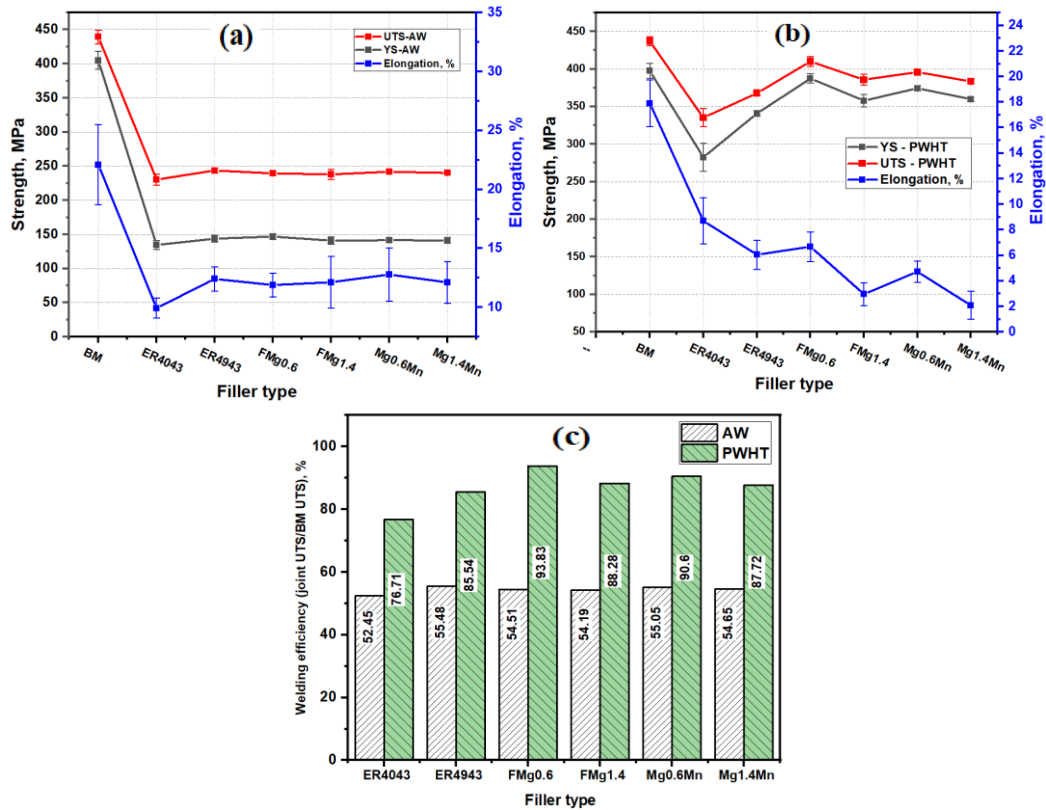 (a)
UTS-AW
YS-AW
Elongation, %
Strength, MPa
450
400
350
300
250
200
150
100
50
0
35
30
25
20
15
10
Elongation, %
BM
ER4043
ER4943
FMg0.6
FMg1.4
Mg0.6Mn
Mg1.4Mn
Filler type
(b)
YS - PWHT
UTS - PWHT
Elongation, %
Strength, MPa
450
400
350
300
250
200
150
100
50
24
22
20
18
16
14
12
10
8
6
4
2
0
Elongation, %
--
BM
ER4043
ER4943
FMg0.6
FMg1.4
Mg0.6Mn
Mg1.4Mn
Filler type
(c)
AW
PWHT
Welding efficiency (joint UTS/BM UTS), %
100
80
60
40
20
0
52.45
76.71
55.48
85.54
54.51
93.83
54.19
88.28
55.05
90.6
54.65
87.72
ER4043
ER4943
FMg0.6
FMg1.4
Mg0.6Mn
Mg1.4Mn
Filler type